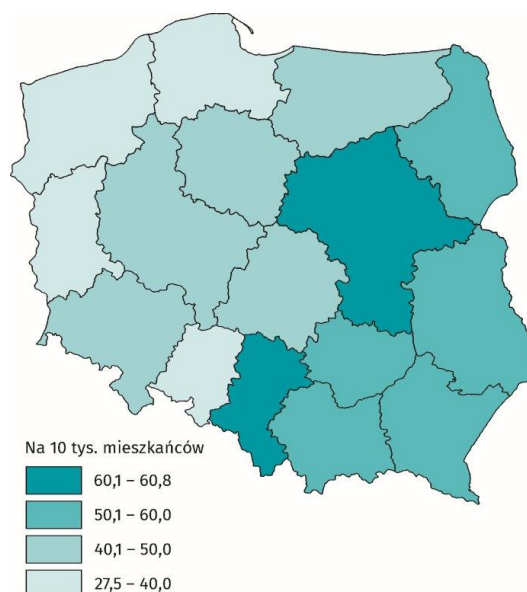 Na 10 tys. mieszkańców
60,1 – 60,8
50,1 – 60,0
40,1 – 50,0
27,5 – 40,0